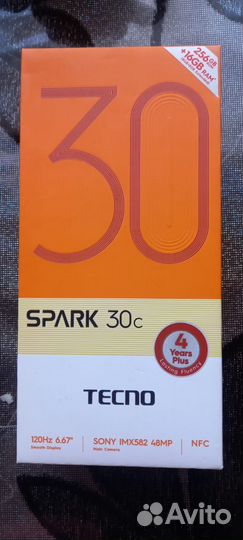 256GB
+16GB RAM*
30
SPARK 30C
4
Years
Plus
Lasting Fluency
TECNO
120Hz 6.67"
Smooth Display
SONY IMX582 48MP
Main Camera
NFC
Avito